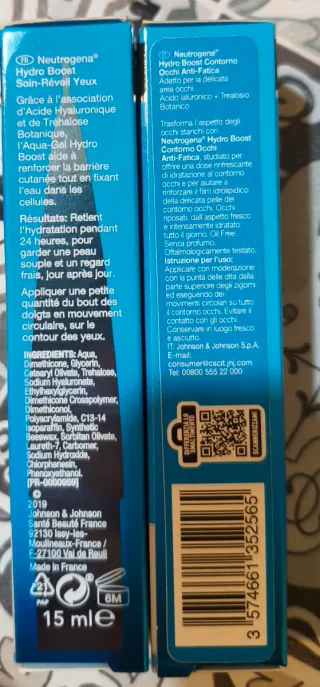 FR Neutrogena®
Hydro Boost
Soin-Réveil Yeux
Grâce à l'association
d'Acide Hyaluronique
et de Tréhalose
Botanique,
l'Aqua-Gel Hydro
Boost aide à
renforcer la barrière
cutanée tout en fixant
l'eau dans les
cellules.
Résultats: Retient
l'hydratation pendant
24 heures, pour
garder une peau
souple et un regard
frais, jour après jour.
Appliquer une petite
quantité du bout des
doigts en mouvement
circulaire, sur le
contour des yeux.
INGREDIENTS: Aqua,
Dimethicone, Glycerin,
Cetearyl Olivate, Trehalose,
Sodium Hyaluronate,
Ethylhexylglycerin,
Dimethicone Crosspolymer,
Dimethiconol,
Polyacrylamide, C13-14
Isoparaffin, Synthetic
Beeswax, Sorbitan Olivate,
Laureth-7, Carbomer,
Sodium Hydroxide,
Chlorphenesin,
Phenoxyethanol.
[PR-0000969]
©
2019
Johnson & Johnson
Santé Beauté France
92130 Issy-les-
Moulineaux-France /
F-27100 Val de Reuil
Made in France
21
PAP
6M
15 ml e
IT Neutrogena®
Hydro Boost Contorno
Occhi Anti-Fatica
Adatto per la delicata
area occhi.
Acido Ialuronico + Trealosio
Botanico
Trasforma l'aspetto degli
occhi stanchi con
Neutrogena® Hydro Boost
Contorno Occhi
Anti-Fatica, studiato per
offrire una dose rinfrescante
di idratazione al contorno
occhi e per aiutare a
rinforzare il film idrolipidico
della delicata pelle del
contorno occhi. Occhi
riposati, dall'aspetto fresco
e intensamente idratato
tutto il giorno. Oil Free.
Senza profumo.
Oftalmologicamente testato.
Istruzione per l'uso:
Applicare con moderazione
con la punta delle dita dalla
parte superiore degli zigomi
ed eseguendo dei
movimenti circolari su tutto
il contorno occhi. Evitare il
contatto con gli occhi.
Conservare in luogo fresco
e asciutto.
IT: Johnson & Johnson S.p.A.
E-mail:
consumer@cscit.jnj.com
Tel: 00800 555 22 000
DIFFERENTE
SMALTIMENTO
SCANNERIZZAMI
3 574661 352565